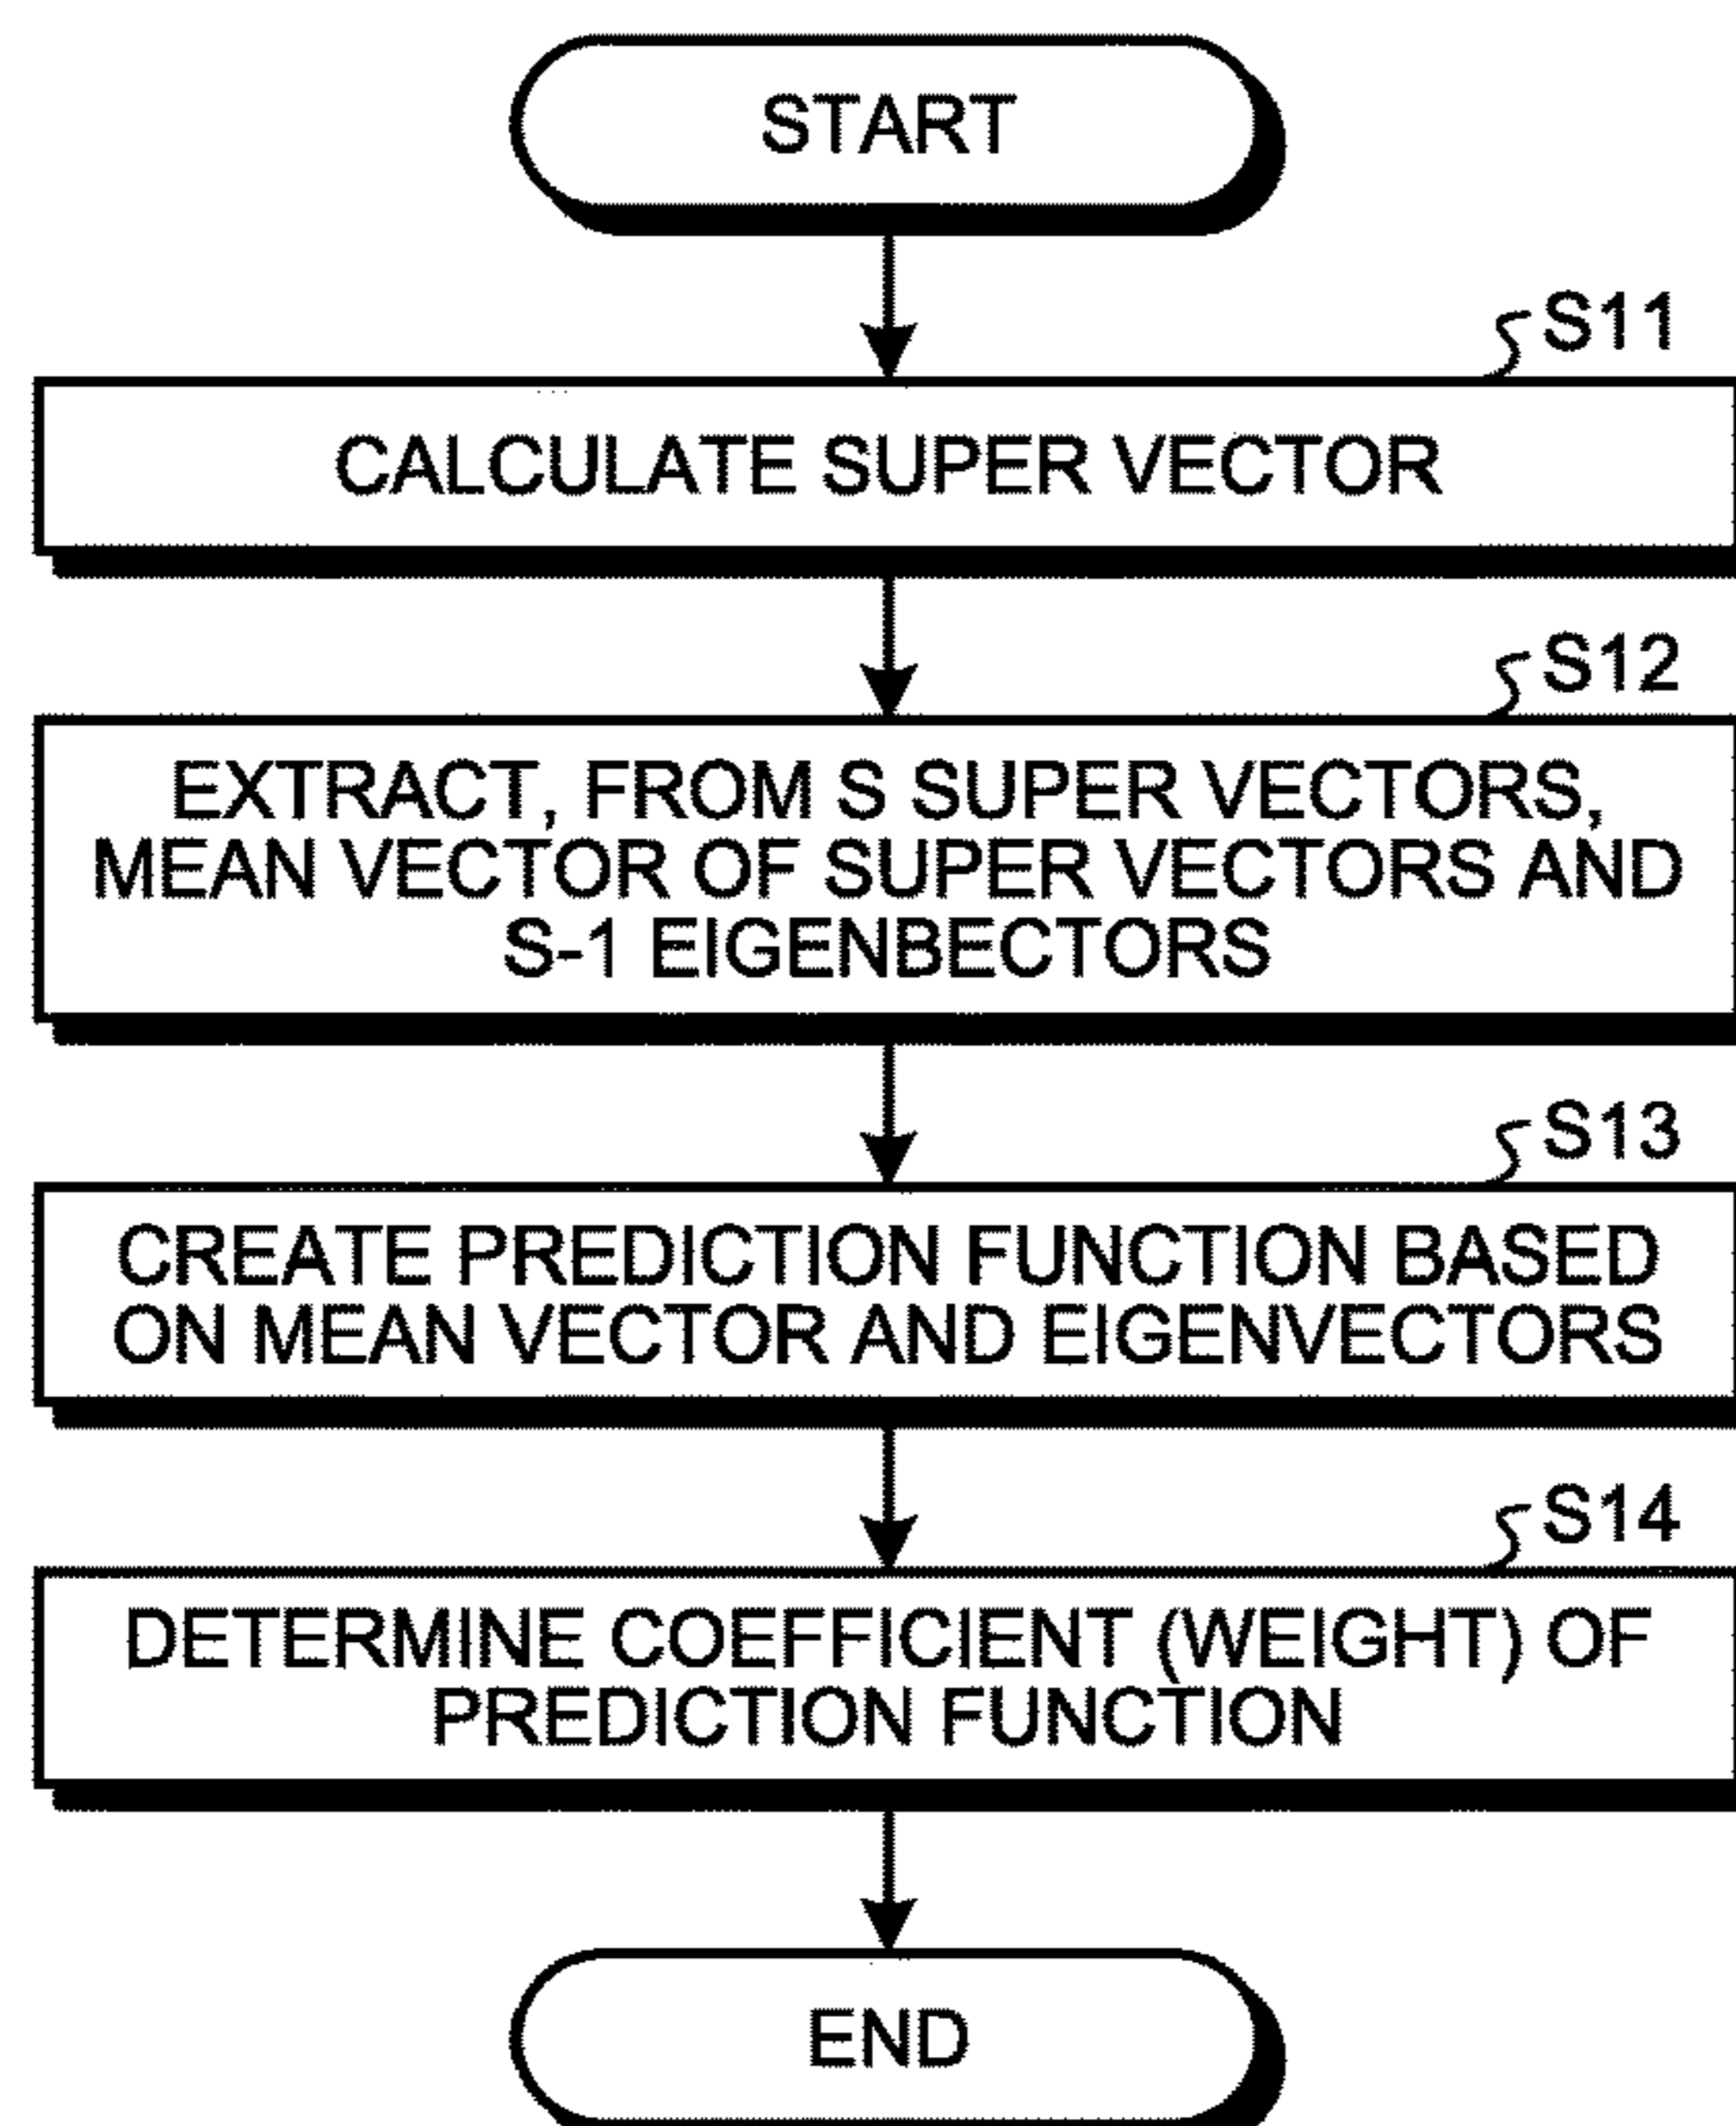 START
S11
CALCULATE SUPER VECTOR
S12
EXTRACT, FROM S SUPER VECTORS,
MEAN VECTOR OF SUPER VECTORS AND
S-1 EIGENBECTORS
S13
CREATE PREDICTION FUNCTION BASED
ON MEAN VECTOR AND EIGENVECTORS
S14
DETERMINE COEFFICIENT (WEIGHT) OF
PREDICTION FUNCTION
END